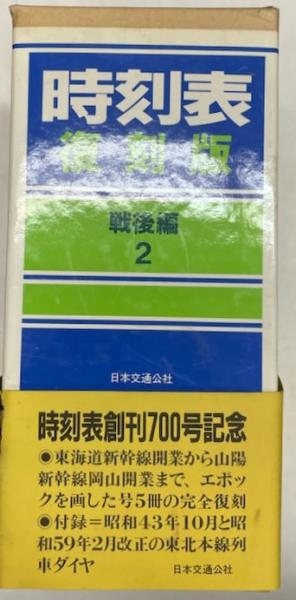 時刻表
復刻版
戦後編
2
日本交通公社
時刻表創刊700号記念
●東海道新幹線開業から山陽
新幹線岡山開業まで、エポッ
クを画した号5冊の完全復刻
●付録=昭和43年10月と昭
和59年2月改正の東北本線列
車ダイヤ
日本交通公社